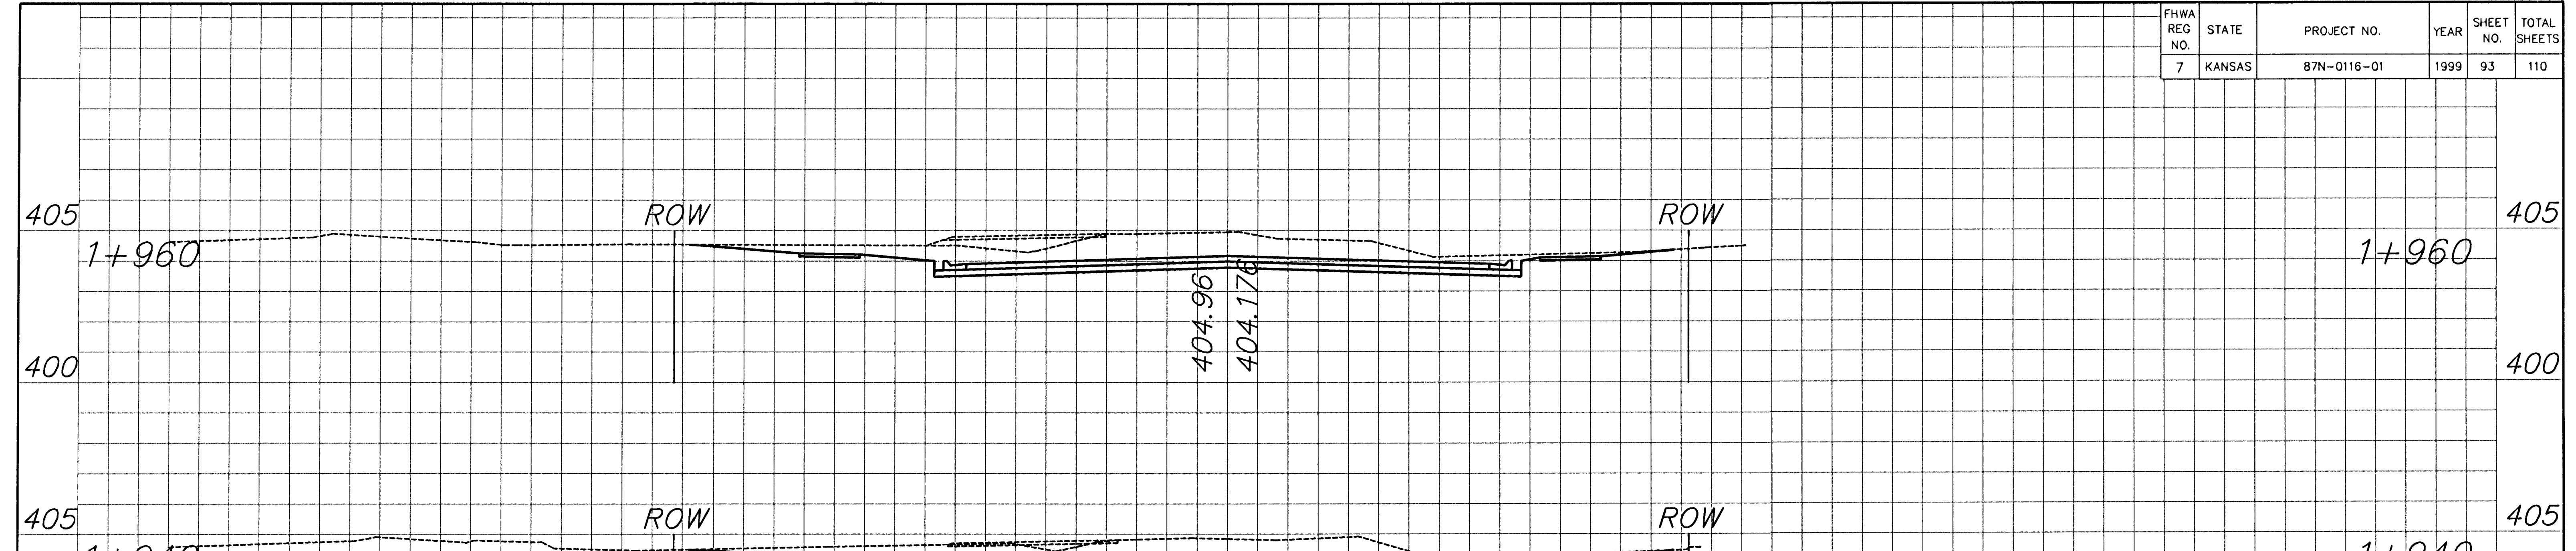 FHWA REG NO. STATE PROJECT NO. YEAR SHEET NO. TOTAL SHEETS
7 KANSAS 87N-0116-01 1999 93 110
405 ROW ROW 405
1+960 1+960
404.96 404.176
400 400
405 ROW ROW 405